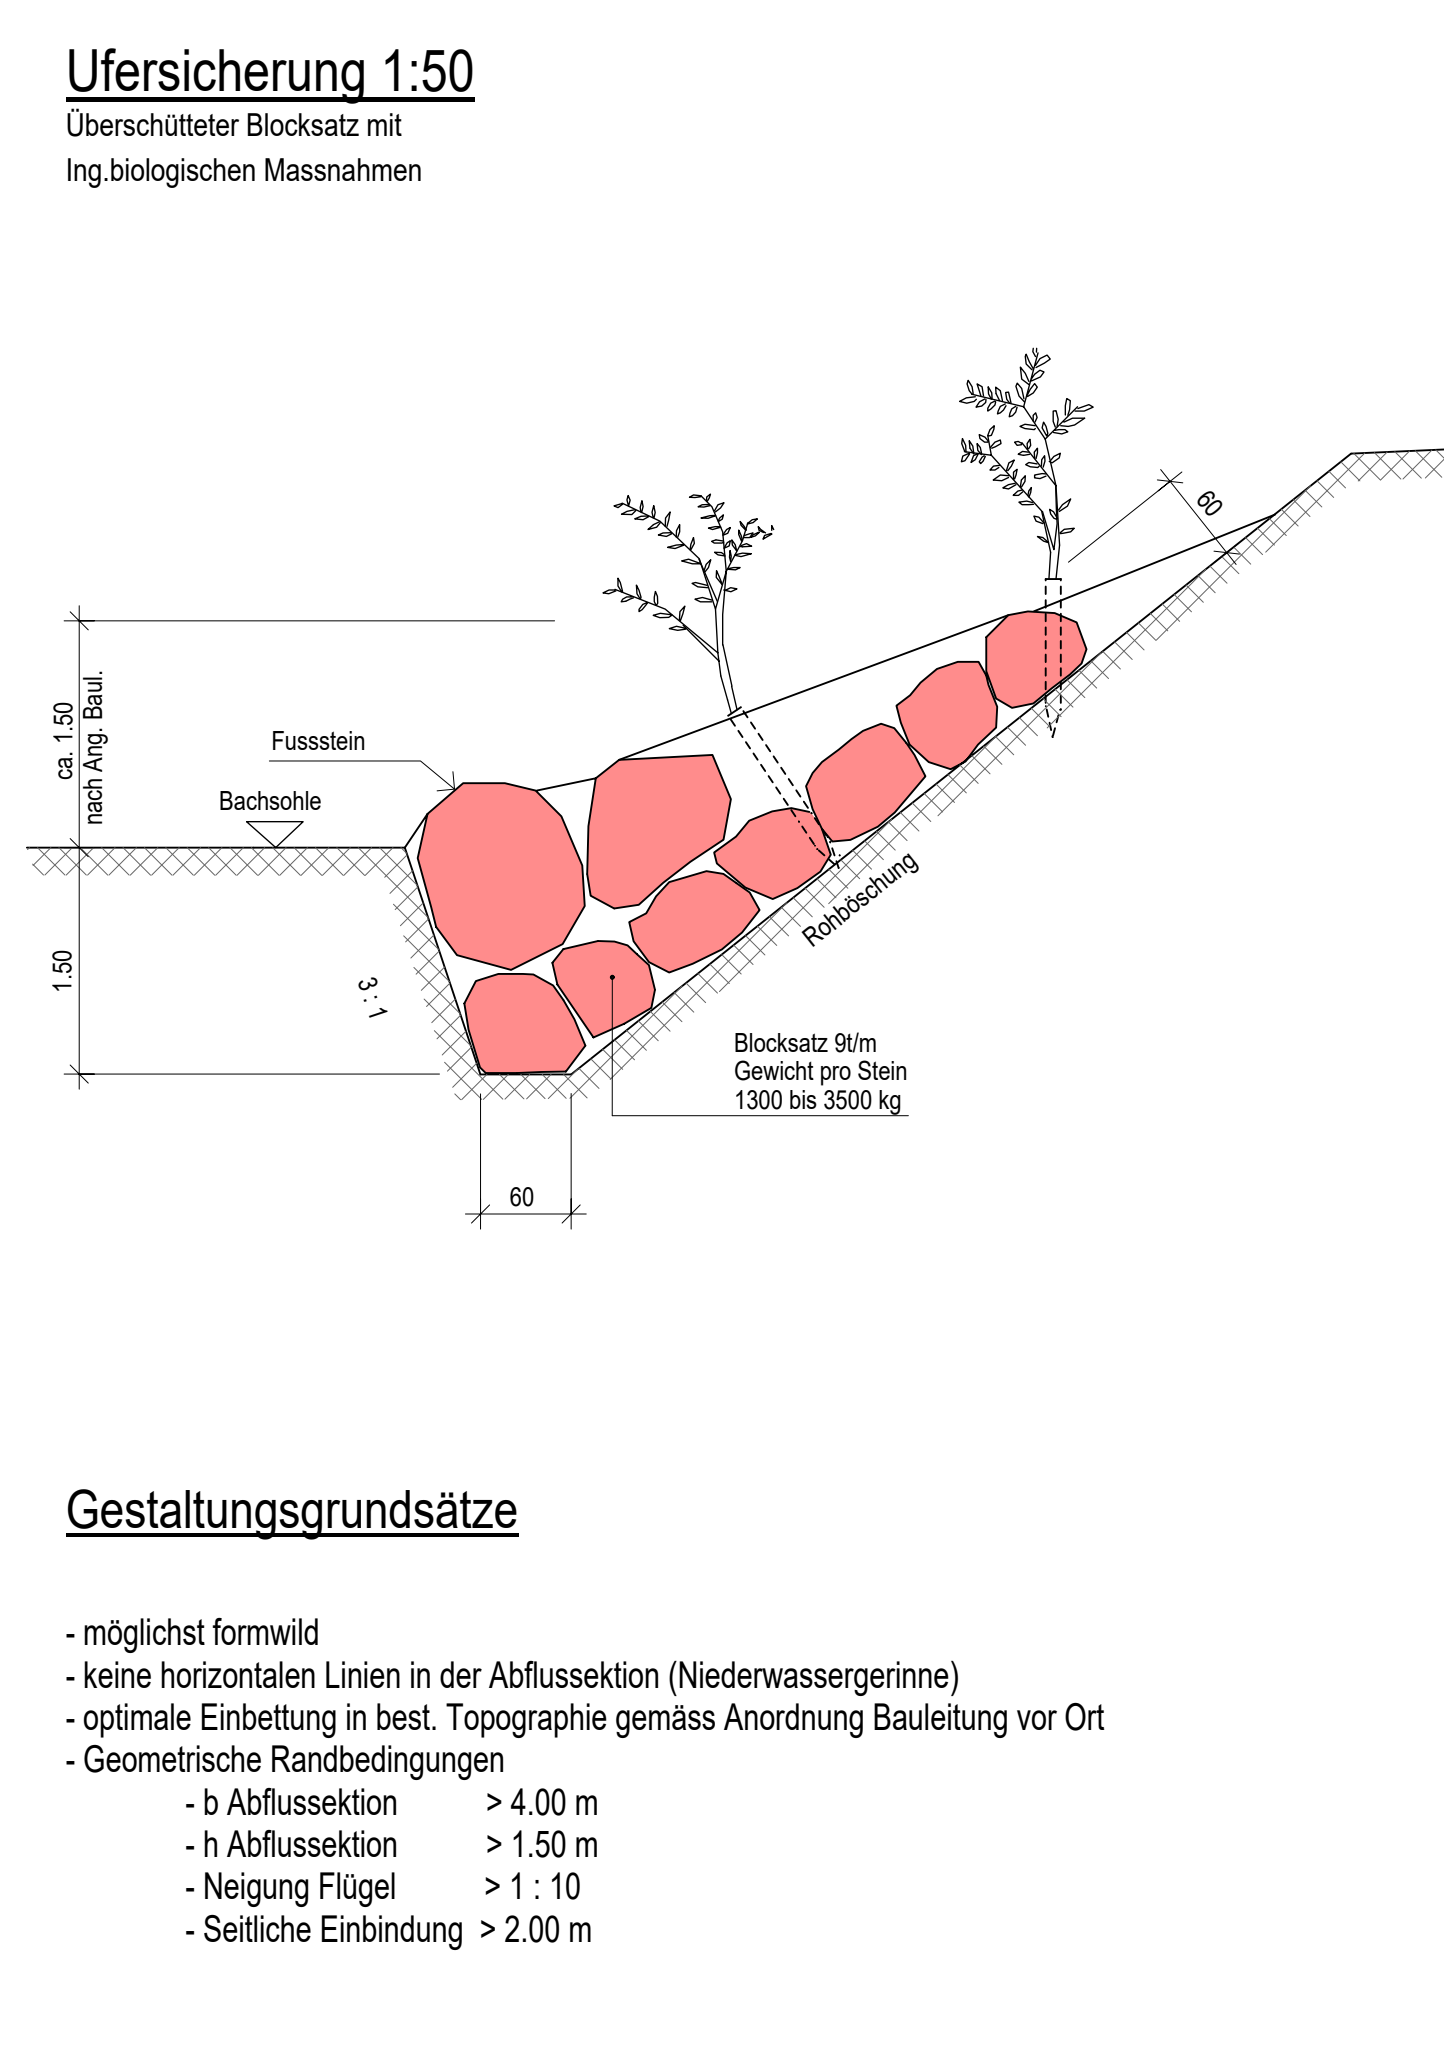 Ufersicherung 1:50
Überschütteter Blocksatz mit
Ing.biologischen Massnahmen
60
ca. 1.50
nach Ang. Baul.
Fussstein
Bachsohle
Rohböschung
1.50
3 : 1
Blocksatz 9t/m
Gewicht pro Stein
1300 bis 3500 kg
60
Gestaltungsgrundsätze
- möglichst formwild
- keine horizontalen Linien in der Abflussektion (Niederwassergerinne)
- optimale Einbettung in best. Topographie gemäss Anordnung Bauleitung vor Ort
- Geometrische Randbedingungen
- b Abflussektion > 4.00 m
- h Abflussektion > 1.50 m
- Neigung Flügel > 1 : 10
- Seitliche Einbindung > 2.00 m